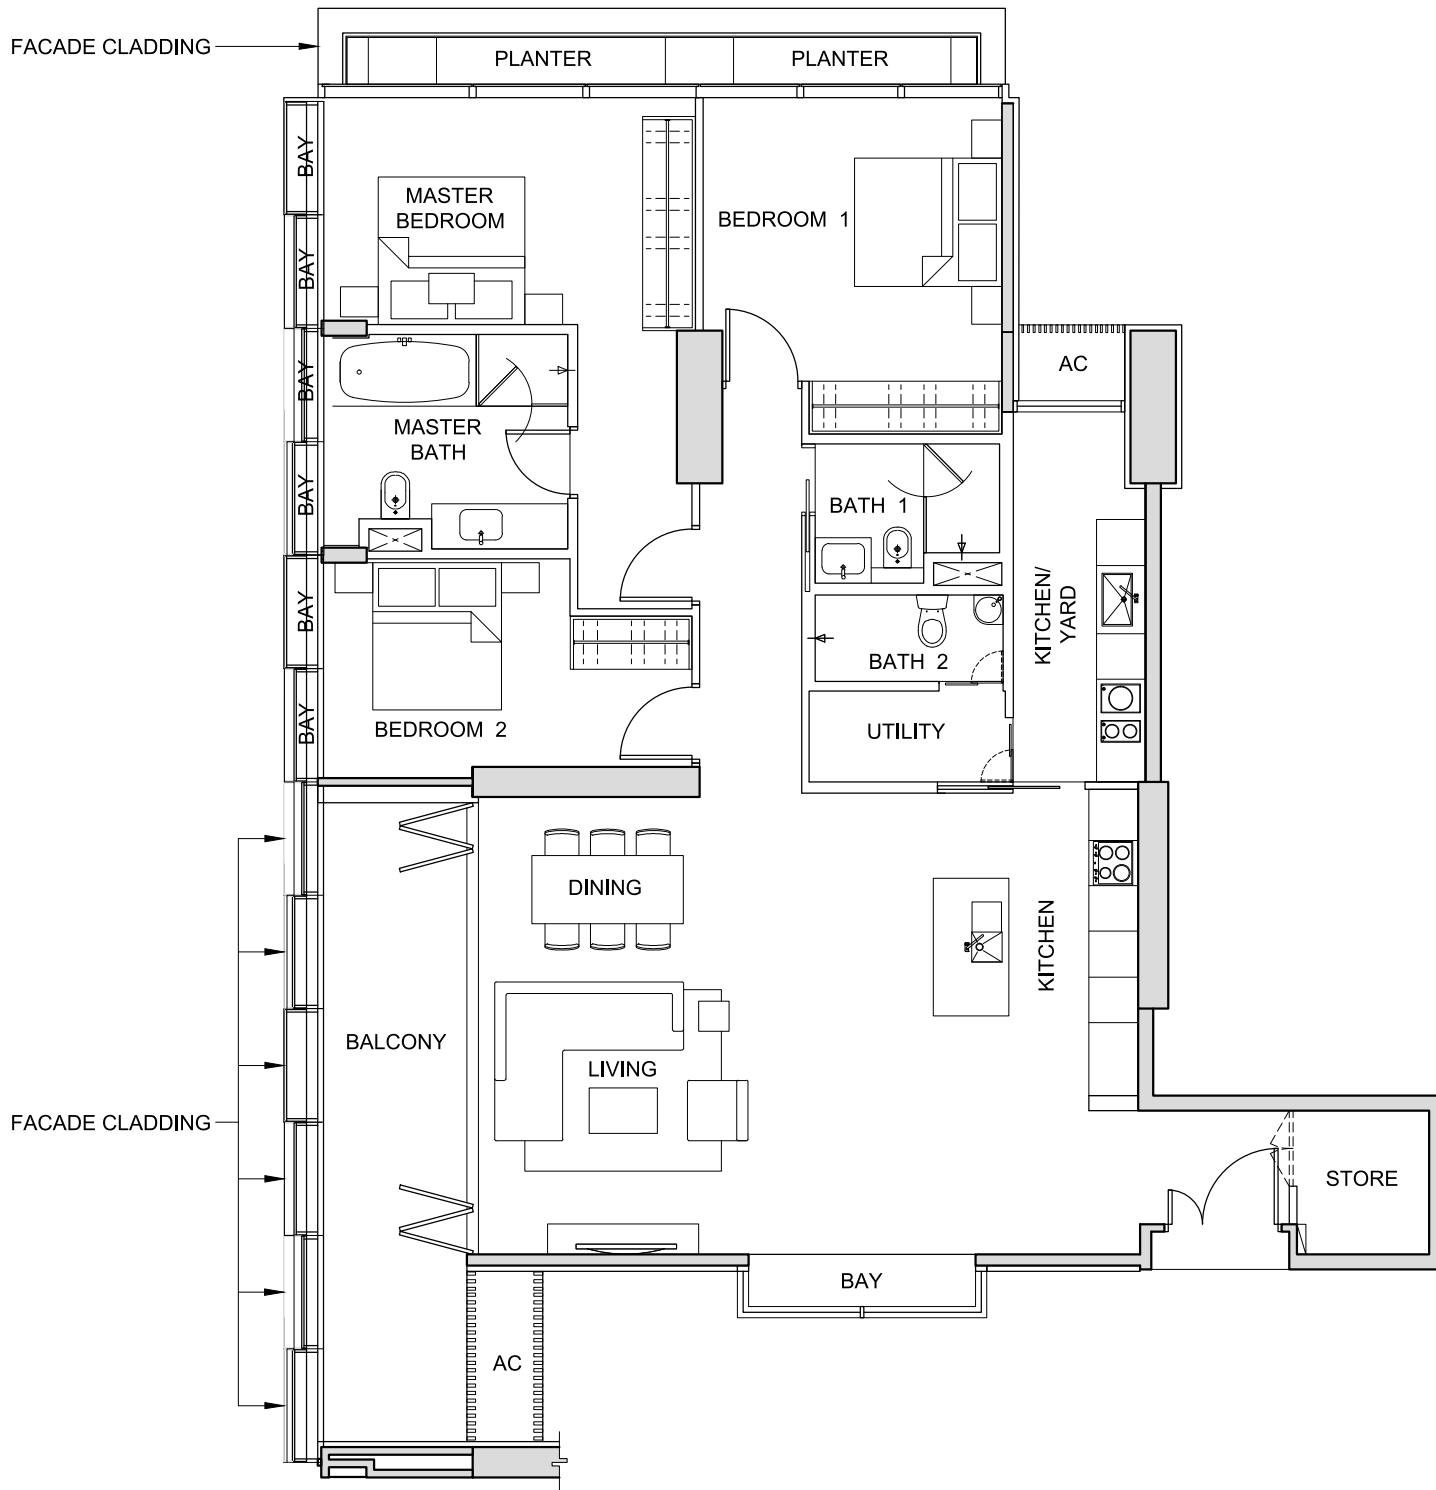 FACADE CLADDING
PLANTER
PLANTER
BAY
BAY
BAY
BAY
BAY
BAY
MASTER
BEDROOM
BEDROOM 1
AC
MASTER
BATH
BATH 1
KITCHEN/
YARD
BATH 2
UTILITY
BEDROOM 2
DINING
KITCHEN
BALCONY
LIVING
FACADE CLADDING
STORE
BAY
AC